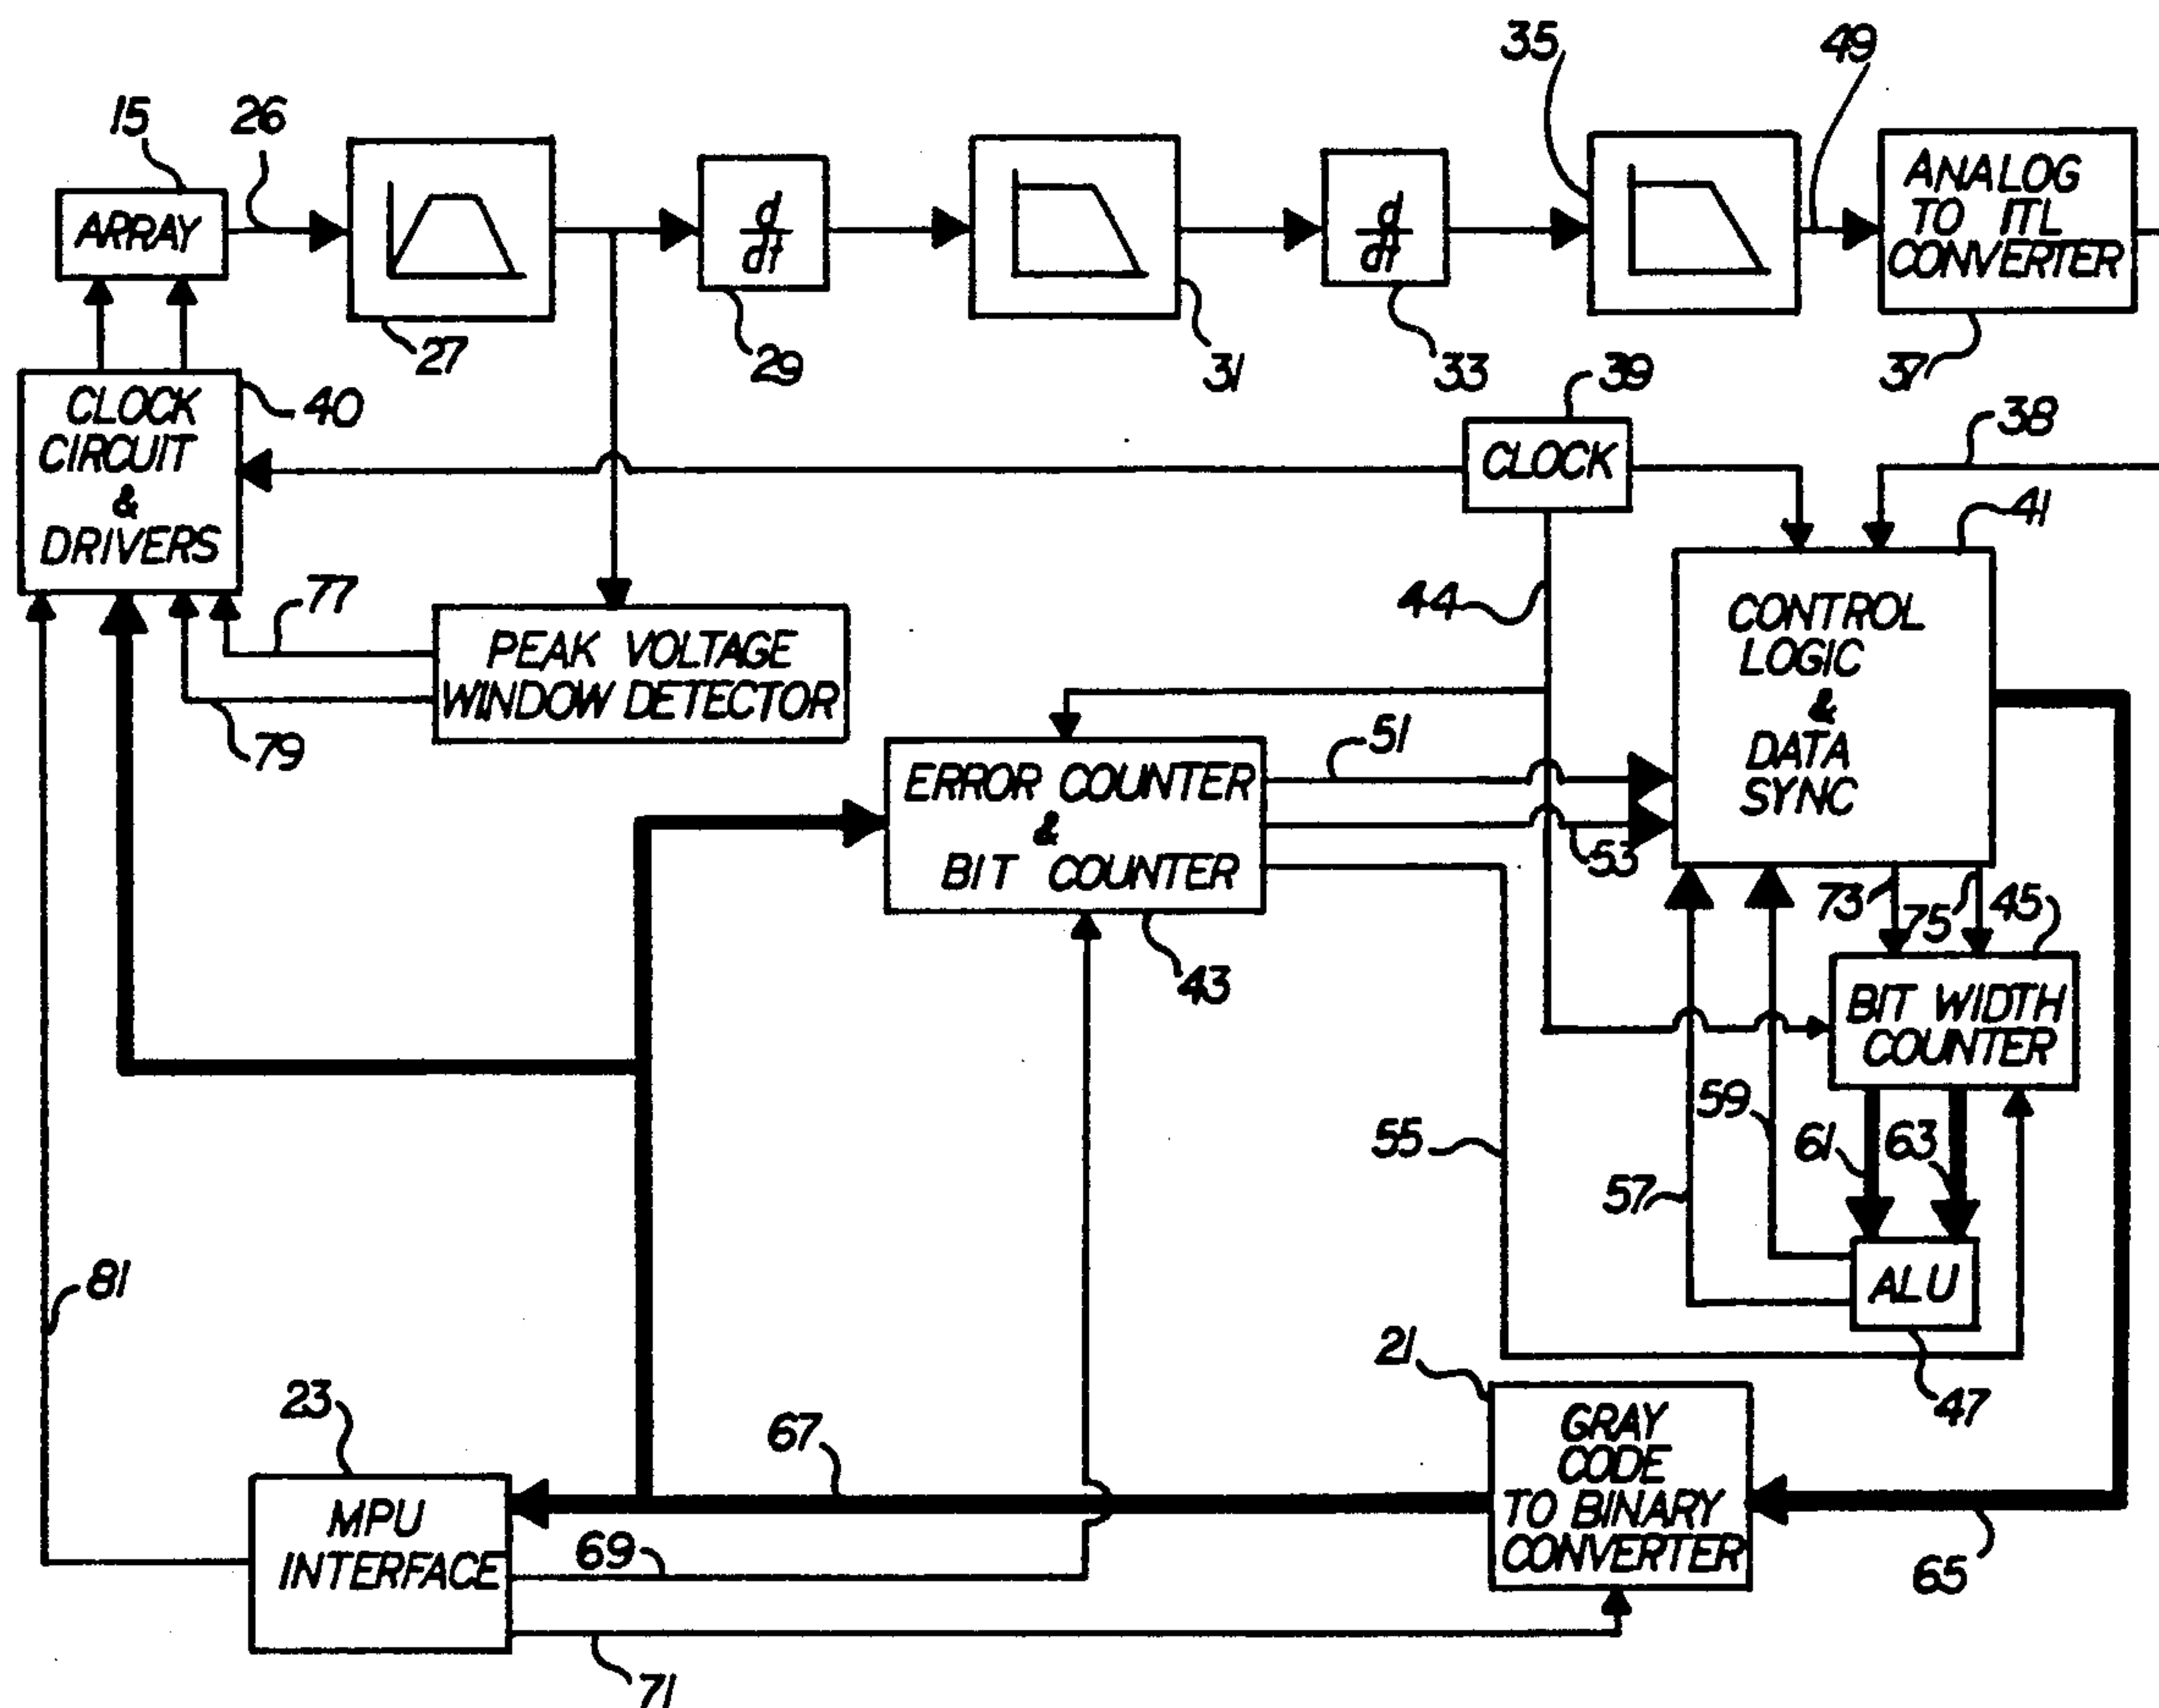 15
26
35
49
ARRAY
d
dt
d
dt
ANALOG
TO ITL
CONVERTER
27
29
31
33
37
39
38
CLOCK
CIRCUIT
&
DRIVERS
40
CLOCK
41
77
44
PEAK VOLTAGE
WINDOW DETECTOR
79
CONTROL
LOGIC
&
DATA
SYNC
51
ERROR COUNTER
&
BIT COUNTER
53
43
73
75
45
BIT WIDTH
COUNTER
59
55
61
63
57
ALU
81
21
47
23
67
GRAY
CODE
TO BINARY
CONVERTER
MPU
INTERFACE
69
65
71